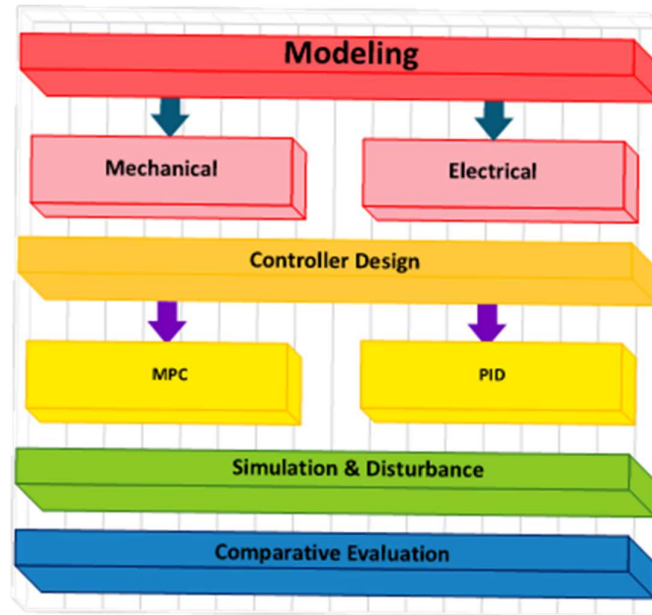 Modeling
Mechanical
Electrical
Controller Design
MPC
PID
Simulation & Disturbance
Comparative Evaluation